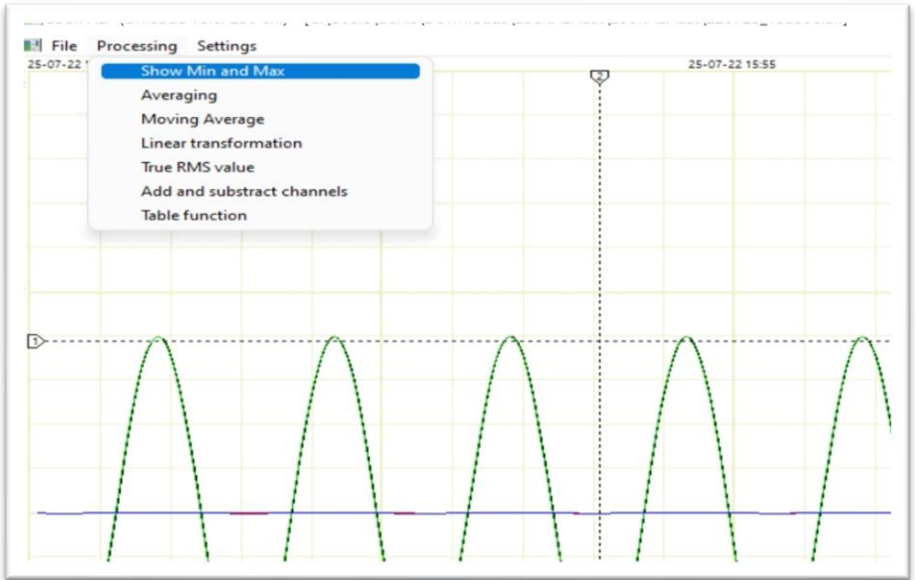 File Processing Settings
25-07-22 25-07-22 15:55
Show Min and Max
Averaging
Moving Average
Linear transformation
True RMS value
Add and substract channels
Table function
2
1